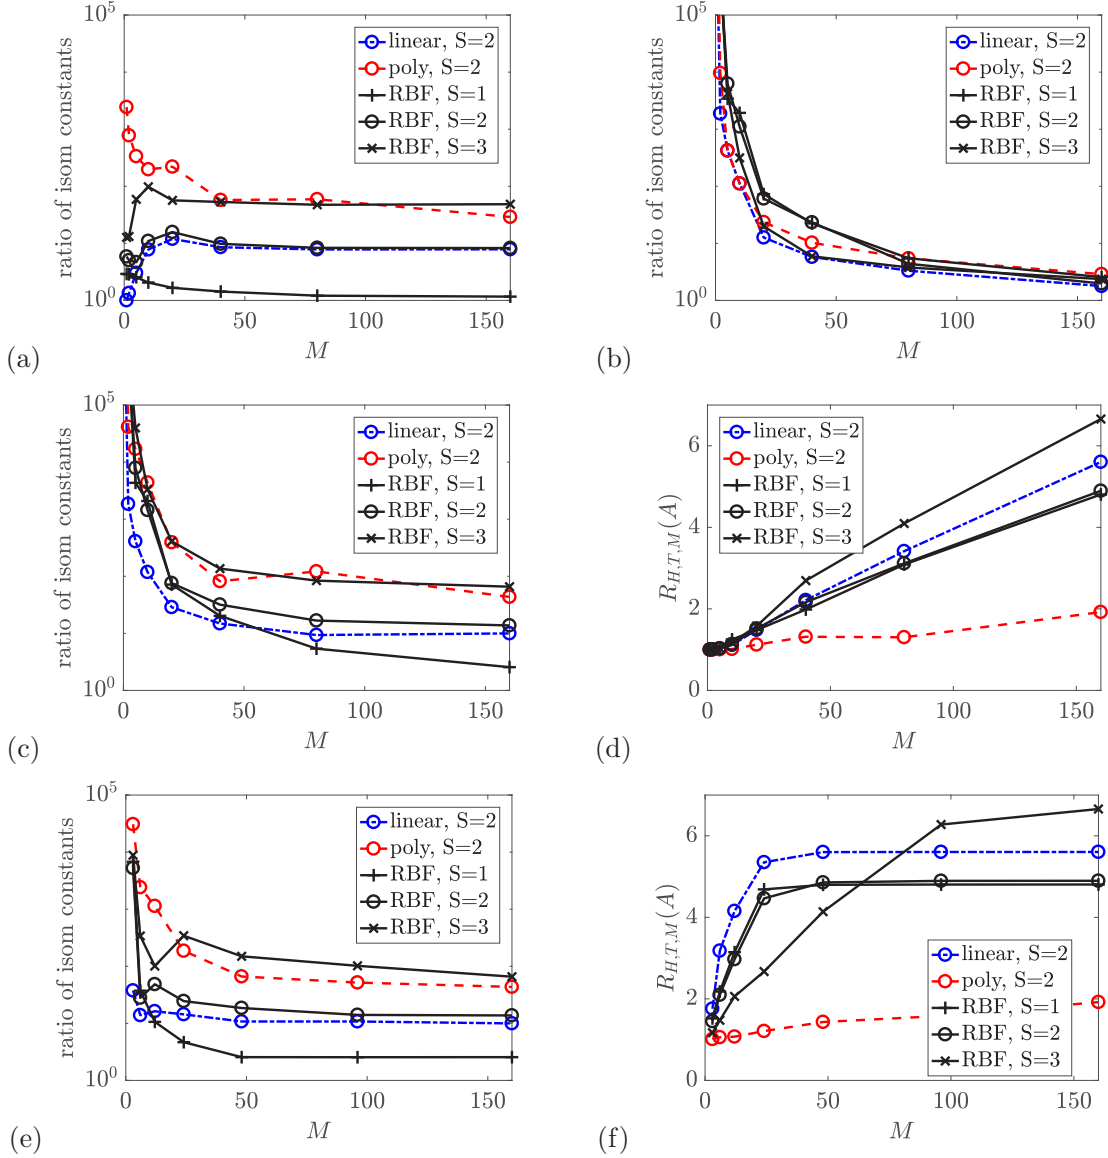 10^5
ratio of isom constants
linear, S=2
poly, S=2
RBF, S=1
RBF, S=2
RBF, S=3
10^0
0 50 100 150
M
(a)
10^5
ratio of isom constants
linear, S=2
poly, S=2
RBF, S=1
RBF, S=2
RBF, S=3
10^0
0 50 100 150
M
(b)
10^5
ratio of isom constants
linear, S=2
poly, S=2
RBF, S=1
RBF, S=2
RBF, S=3
10^0
0 50 100 150
M
(c)
R_{H,T,M}(A)
6
4
2
0
linear, S=2
poly, S=2
RBF, S=1
RBF, S=2
RBF, S=3
0 50 100 150
M
(d)
10^5
ratio of isom constants
linear, S=2
poly, S=2
RBF, S=1
RBF, S=2
RBF, S=3
10^0
0 50 100 150
M
(e)
R_{H,T,M}(A)
6
4
2
0
linear, S=2
poly, S=2
RBF, S=1
RBF, S=2
RBF, S=3
0 50 100 150
M
(f)